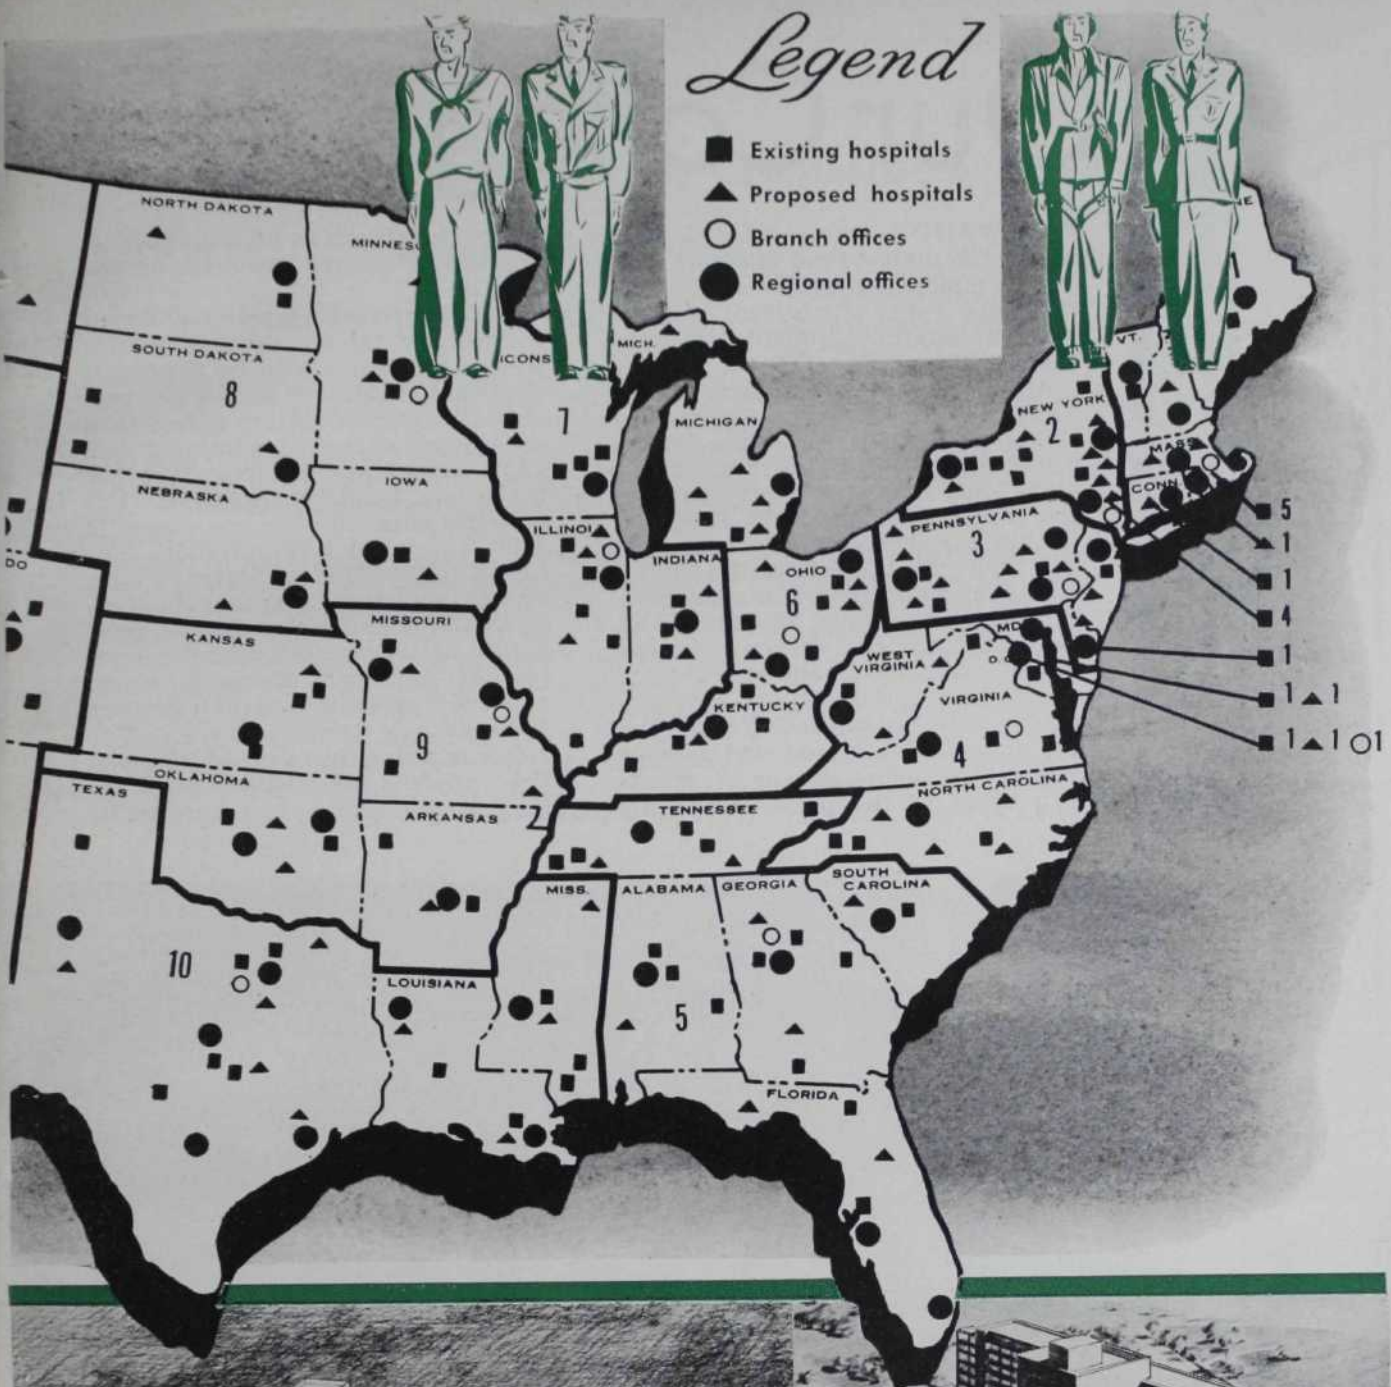 Legend
Existing hospitals
Proposed hospitals
Branch offices
Regional offices
NORTH DAKOTA
MINNES
NE
SOUTH DAKOTA
8
ICONS
MICH.
VT.
7
MICHIGAN
NEW YORK
2
MASS
NEBRASKA
IOWA
CONN.
5
ILLINOI
PENNSYLVANIA
3
1
DO
INDIANA
OHIO
6
1
KANSAS
MISSOURI
MD
4
WEST
VIRGINIA
1
VIRGINIA
1 1
KENTUCKY
9
4
1 1 1
OKLAHOMA
TEXAS
NORTH CAROLINA
ARKANSAS
TENNESSEE
MISS.
ALABAMA
GEORGIA
SOUTH
CAROLINA
10
LOUISIANA
5
FLORIDA